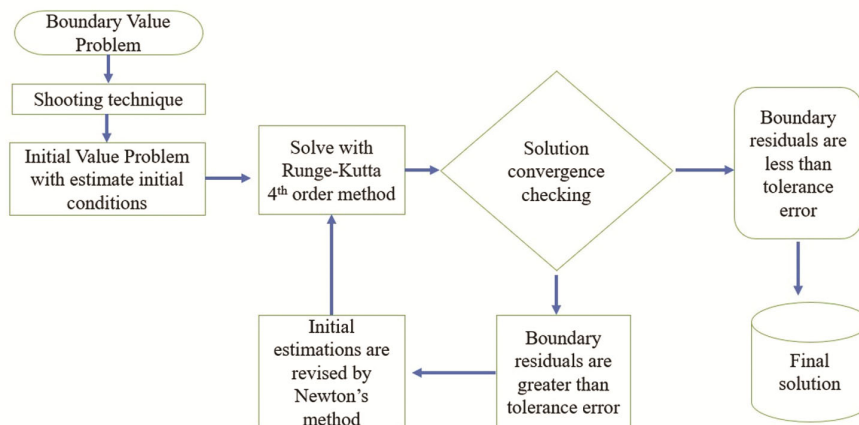 Boundary Value
Problem
Shooting technique
Initial Value Problem
with estimate initial
conditions
Solve with
Runge-Kutta
4th order method
Solution
convergence
checking
Boundary
residuals are
less than
tolerance
error
Initial
estimations are
revised by
Newton's
method
Boundary
residuals are
greater than
tolerance error
Final
solution